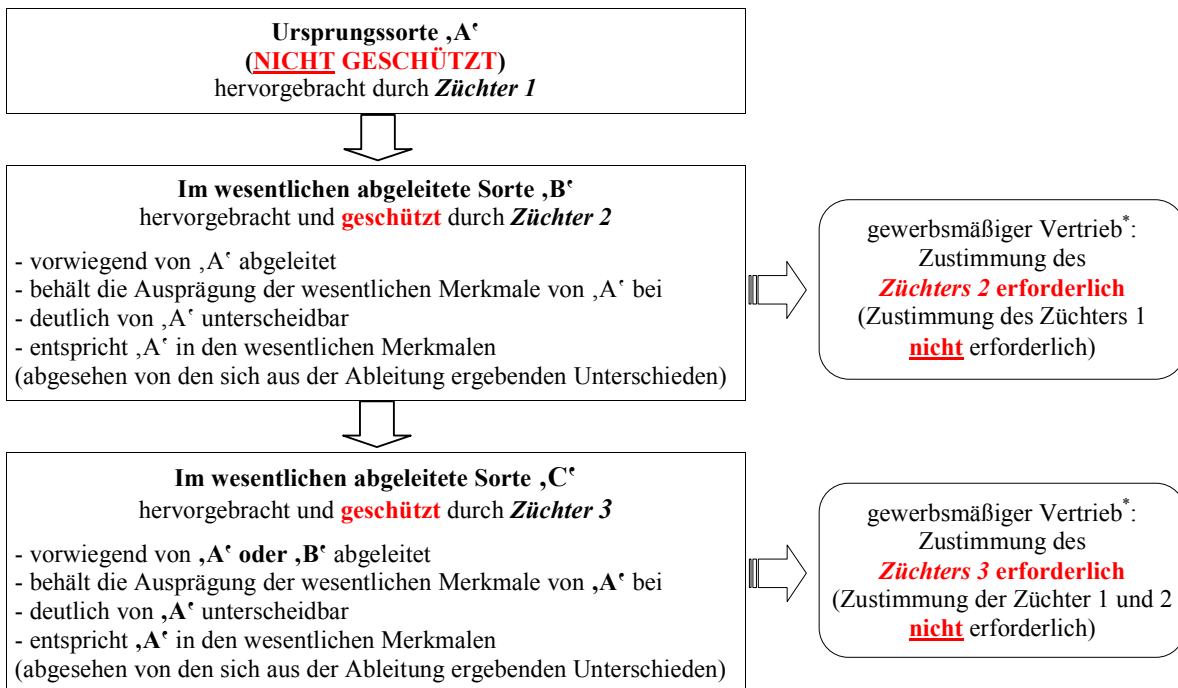 Ursprungssorte ‚A‘
(NICHT GESCHÜTZT)
hervorgebracht durch Züchter 1
Im wesentlichen abgeleitete Sorte ‚B‘
hervorgebracht und geschützt durch Züchter 2
- vorwiegend von ‚A‘ abgeleitet
- behält die Ausprägung der wesentlichen Merkmale von ‚A‘ bei
- deutlich von ‚A‘ unterscheidbar
- entspricht ‚A‘ in den wesentlichen Merkmalen
(abgesehen von den sich aus der Ableitung ergebenden Unterschieden)
gewerbsmäßiger Vertrieb*:
Zustimmung des
Züchters 2 erforderlich
(Zustimmung des Züchters 1
nicht erforderlich)
Im wesentlichen abgeleitete Sorte ‚C‘
hervorgebracht und geschützt durch Züchter 3
- vorwiegend von ‚A‘ oder ‚B‘ abgeleitet
- behält die Ausprägung der wesentlichen Merkmale von ‚A‘ bei
- deutlich von ‚A‘ unterscheidbar
- entspricht ‚A‘ in den wesentlichen Merkmalen
(abgesehen von den sich aus der Ableitung ergebenden Unterschieden)
gewerbsmäßiger Vertrieb*:
Zustimmung des
Züchters 3 erforderlich
(Zustimmung der Züchter 1 und 2
nicht erforderlich)